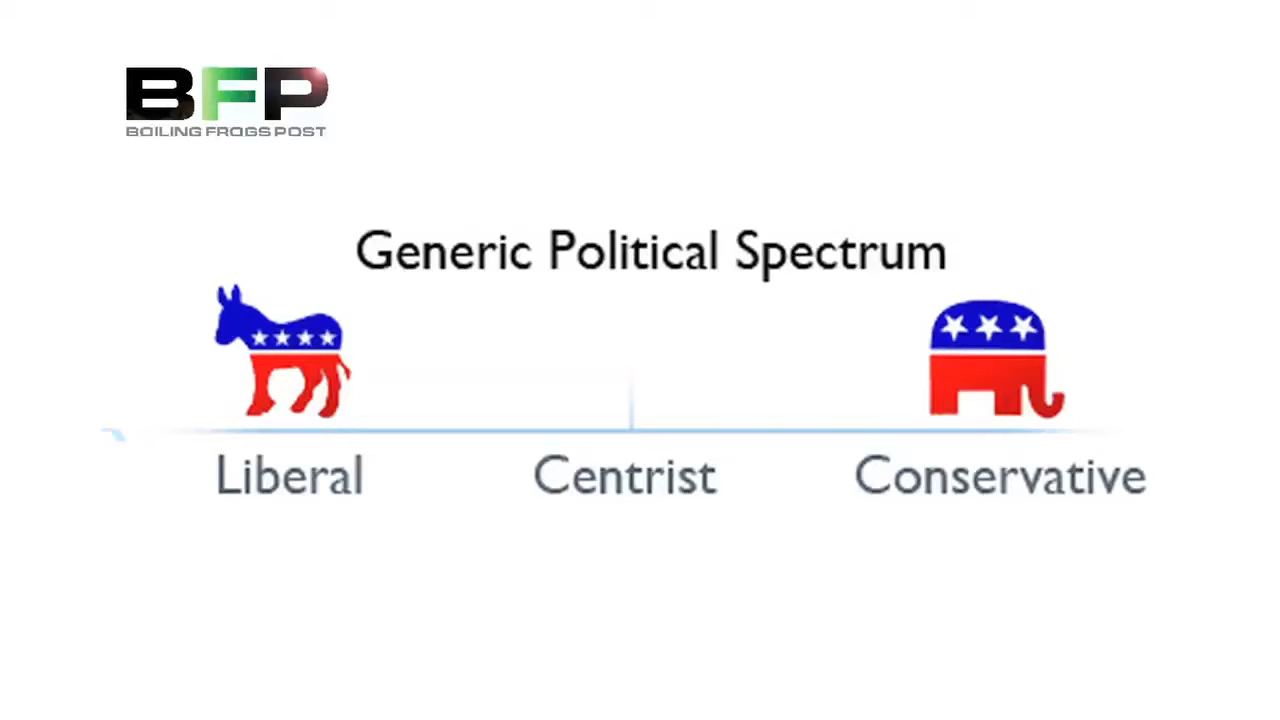 BFP
BOILING FROGS POST
Generic Political Spectrum
Liberal
Centrist
Conservative